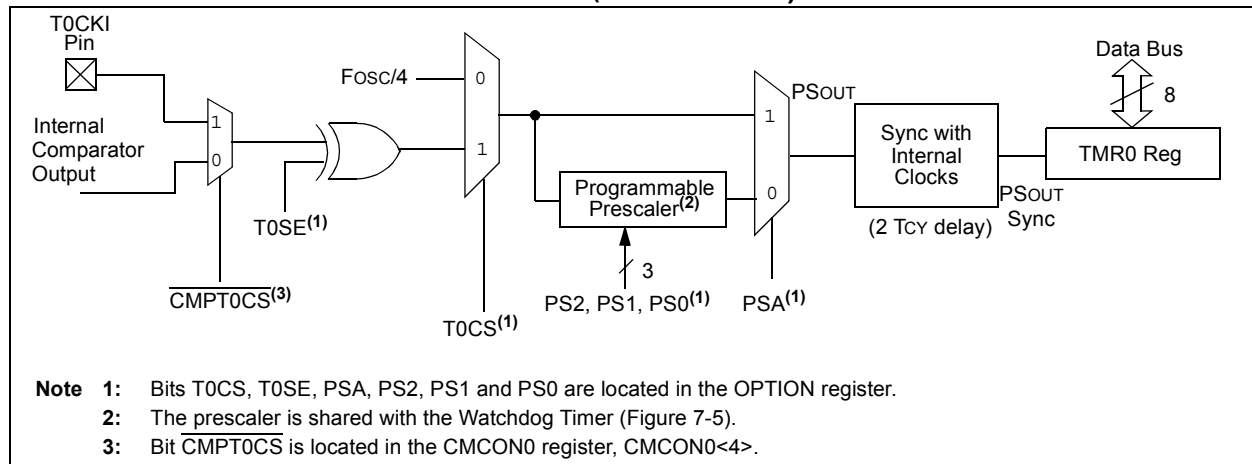 T0CKI
Pin
Internal
Comparator
Output
1
0
CMPT0CS(3)
T0SE(1)
FOSC/4
0
1
T0CS(1)
Programmable
Prescaler(2)
3
PS2, PS1, PS0(1)
1
0
PSOUT
PSA(1)
Sync with
Internal
Clocks
(2 TCY delay)
PSOUT
Sync
Data Bus
8
TMR0 Reg
Note 1: Bits T0CS, T0SE, PSA, PS2, PS1 and PS0 are located in the OPTION register.
2: The prescaler is shared with the Watchdog Timer (Figure 7-5).
3: Bit CMPT0CS is located in the CMCON0 register, CMCON0<4>.